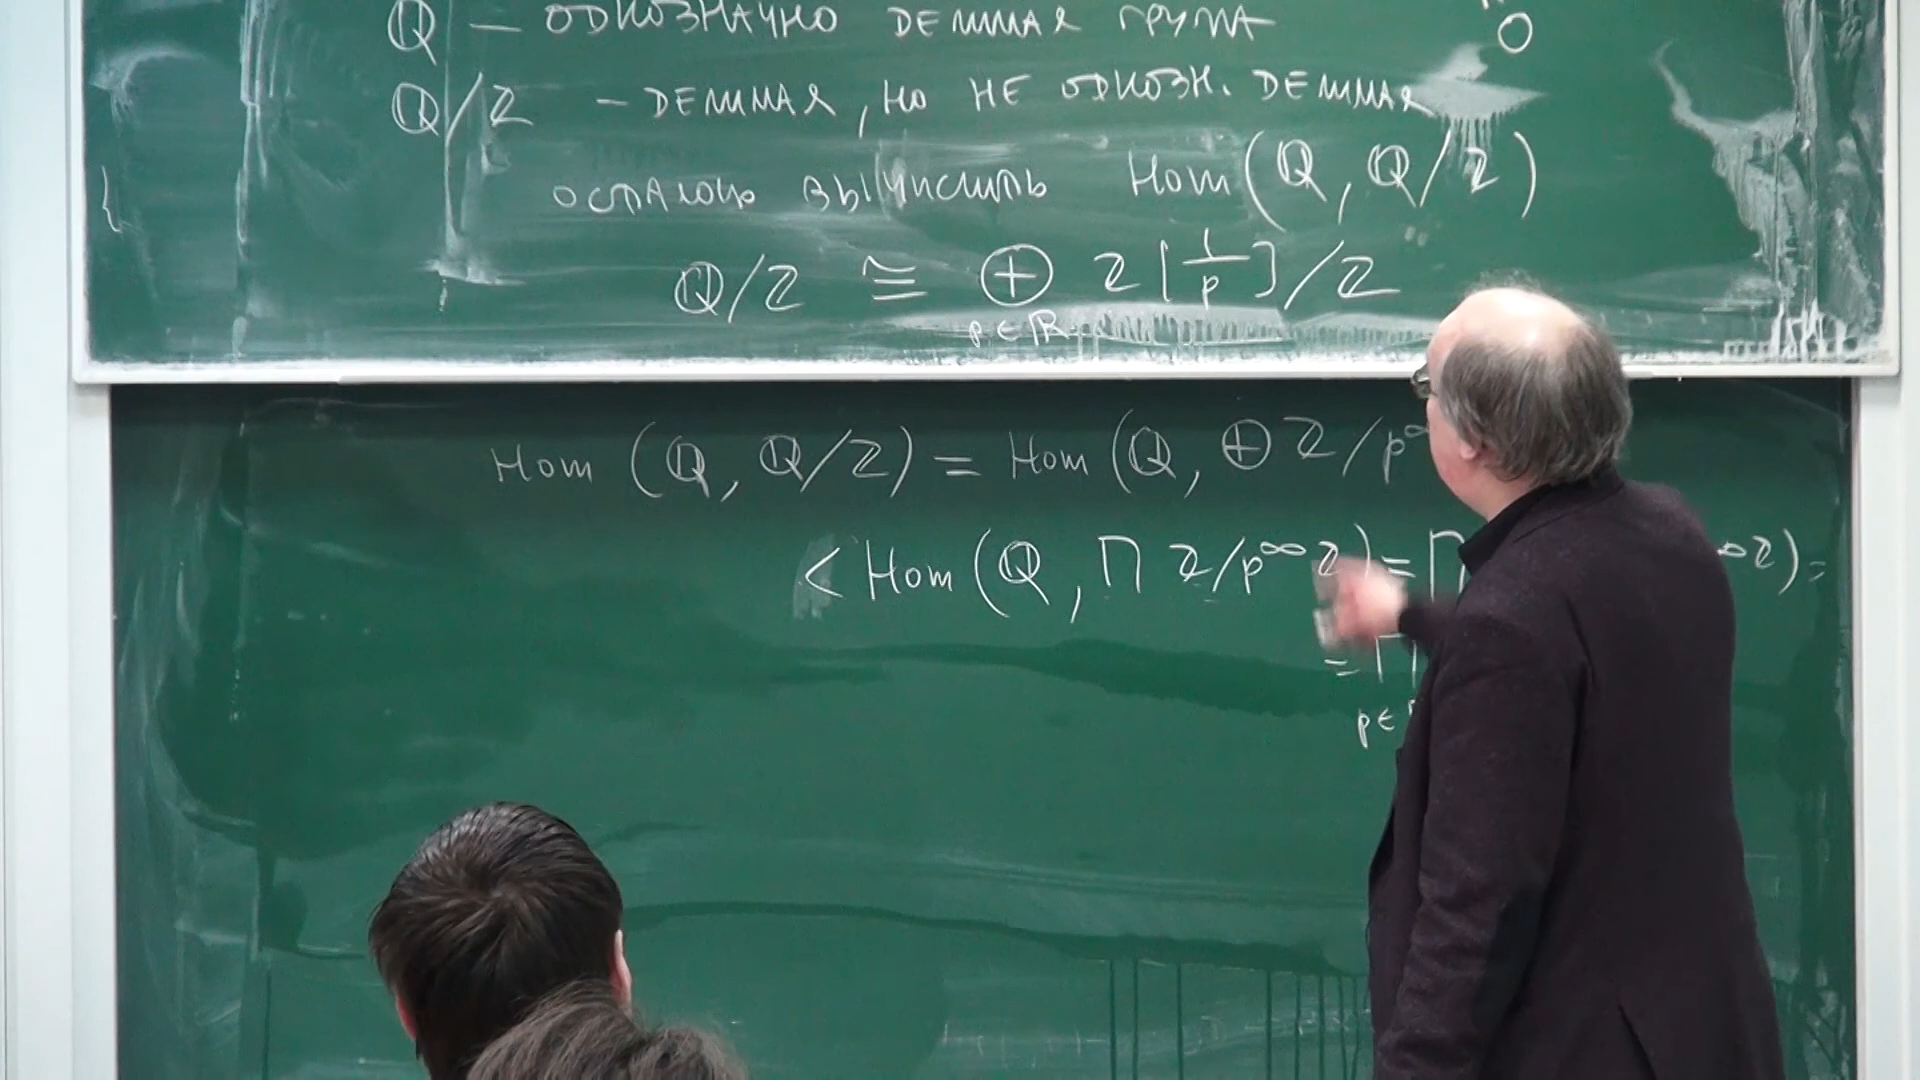 Q — ОДНОЗНАЧНО ДЕЛИМАЯ ГРУППА
O
Q/Z — ДЕЛИМАЯ, НО НЕ ОДНОЗН. ДЕЛИМАЯ
ОСТАЛОСЬ ВЫЧИСЛИТЬ Hom(Q, Q/Z)
Q/Z ≅ ⊕ Z[1/p]/Z
p∈P
Hom (Q, Q/Z) = Hom (Q, ⊕ Z/p^∞
< Hom (Q, Π Z/p^∞ Z) = Π ∞ Z) =
= Π
p∈